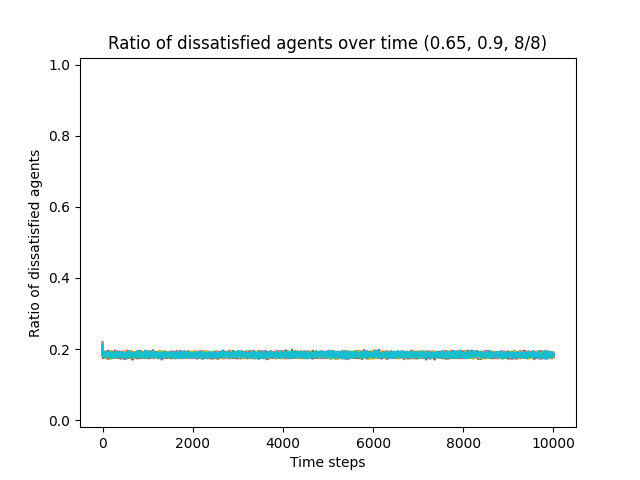 Ratio of dissatisfied agents over time (0.65, 0.9, 8/8)
1.0
0.8
0.6
0.4
0.2
0.0
Ratio of dissatisfied agents
0 2000 4000 6000 8000 10000
Time steps